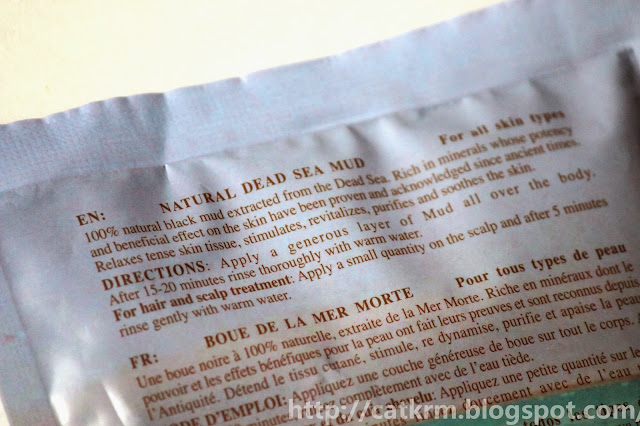 EN: NATURAL DEAD SEA MUD For all skin types
100% natural black mud extracted from the Dead Sea. Rich in minerals whose potency
and beneficial effect on the skin have been proven and acknowledged since ancient times.
Relaxes tense skin tissue, stimulates, revitalizes, purifies and soothes the skin.
DIRECTIONS: Apply a generous layer of Mud all over the body.
After 15-20 minutes rinse thoroughly with warm water.
For hair and scalp treatment: Apply a small quantity on the scalp and after 5 minutes
rinse gently with warm water.
FR: BOUE DE LA MER MORTE Pour tous types de peau
Une boue noire à 100% naturelle, extraite de la Mer Morte. Riche en minéraux dont le
pouvoir et les effets bénéfiques pour la peau ont fait leurs preuves et sont reconnus depuis
l'Antiquité. Détend le tissu cutané, stimule, re dynamise, purifie et apaise la peau
MODE D'EMPLOI: Appliquez une couche généreuse de boue sur tout le corps.
complètement avec de l'eau tiède.
Appliquez une petite quantité sur
avec de l'eau
http://catkrm.blogspot.com/